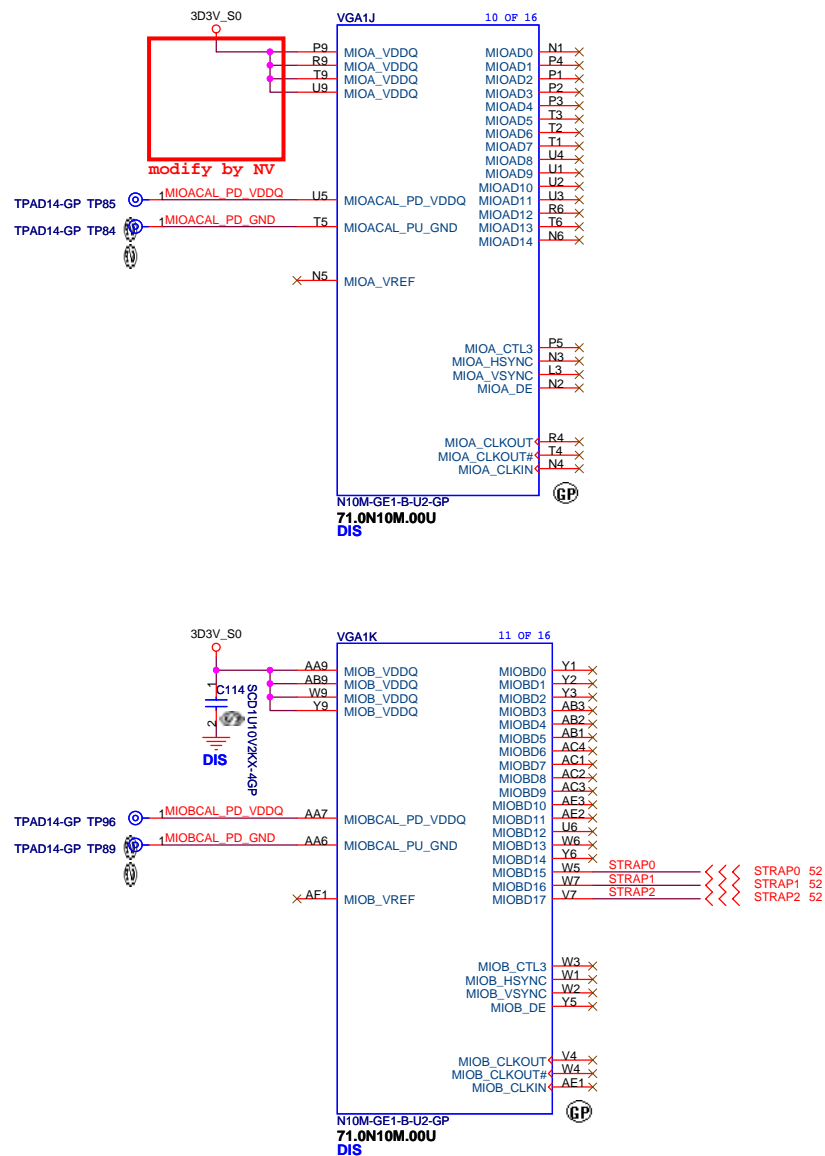 3D3V_S0
VGA1J 10 OF 16
P9 MIOA_VDDQ MIOAD0 N1
R9 MIOA_VDDQ MIOAD1 P4
T9 MIOA_VDDQ MIOAD2 P1
U9 MIOA_VDDQ MIOAD3 P2
MIOAD4 P3
MIOAD5 T3
MIOAD6 T2
MIOAD7 T1
MIOAD8 U4
modify by NV
MIOAD9 U1
MIOAD10 U2
TPAD14-GP TP85 1 MIOACAL_PD_VDDQ U5 MIOACAL_PD_VDDQ MIOAD11 U3
MIOAD12 R6
TPAD14-GP TP84 1 MIOACAL_PD_GND T5 MIOACAL_PU_GND MIOAD13 T6
MIOAD14 N6
N5 MIOA_VREF
MIOA_CTL3 P5
MIOA_HSYNC N3
MIOA_VSYNC L3
MIOA_DE N2
MIOA_CLKOUT R4
MIOA_CLKOUT# T4
MIOA_CLKIN N4
GP
N10M-GE1-B-U2-GP
71.0N10M.00U
DIS
3D3V_S0
VGA1K 11 OF 16
AA9 MIOB_VDDQ MIOBD0 Y1
AB9 MIOB_VDDQ MIOBD1 Y2
W9 MIOB_VDDQ MIOBD2 Y3
Y9 MIOB_VDDQ MIOBD3 AB3
1 C114 2
SCD1U10V2KX-4GP
DIS
MIOBD4 AB2
MIOBD5 AB1
MIOBD6 AC4
MIOBD7 AC1
MIOBD8 AC2
MIOBD9 AC3
MIOBD10 AE3
TPAD14-GP TP96 1 MIOBCAL_PD_VDDQ AA7 MIOBCAL_PD_VDDQ MIOBD11 AE2
MIOBD12 U6
TPAD14-GP TP89 1 MIOBCAL_PD_GND AA6 MIOBCAL_PU_GND MIOBD13 W6
MIOBD14 Y6
MIOBD15 W5 STRAP0 STRAP0 52
MIOBD16 W7 STRAP1 STRAP1 52
AF1 MIOB_VREF MIOBD17 V7 STRAP2 STRAP2 52
MIOB_CTL3 W3
MIOB_HSYNC W1
MIOB_VSYNC W2
MIOB_DE Y5
MIOB_CLKOUT V4
MIOB_CLKOUT# W4
MIOB_CLKIN AE1
GP
N10M-GE1-B-U2-GP
71.0N10M.00U
DIS